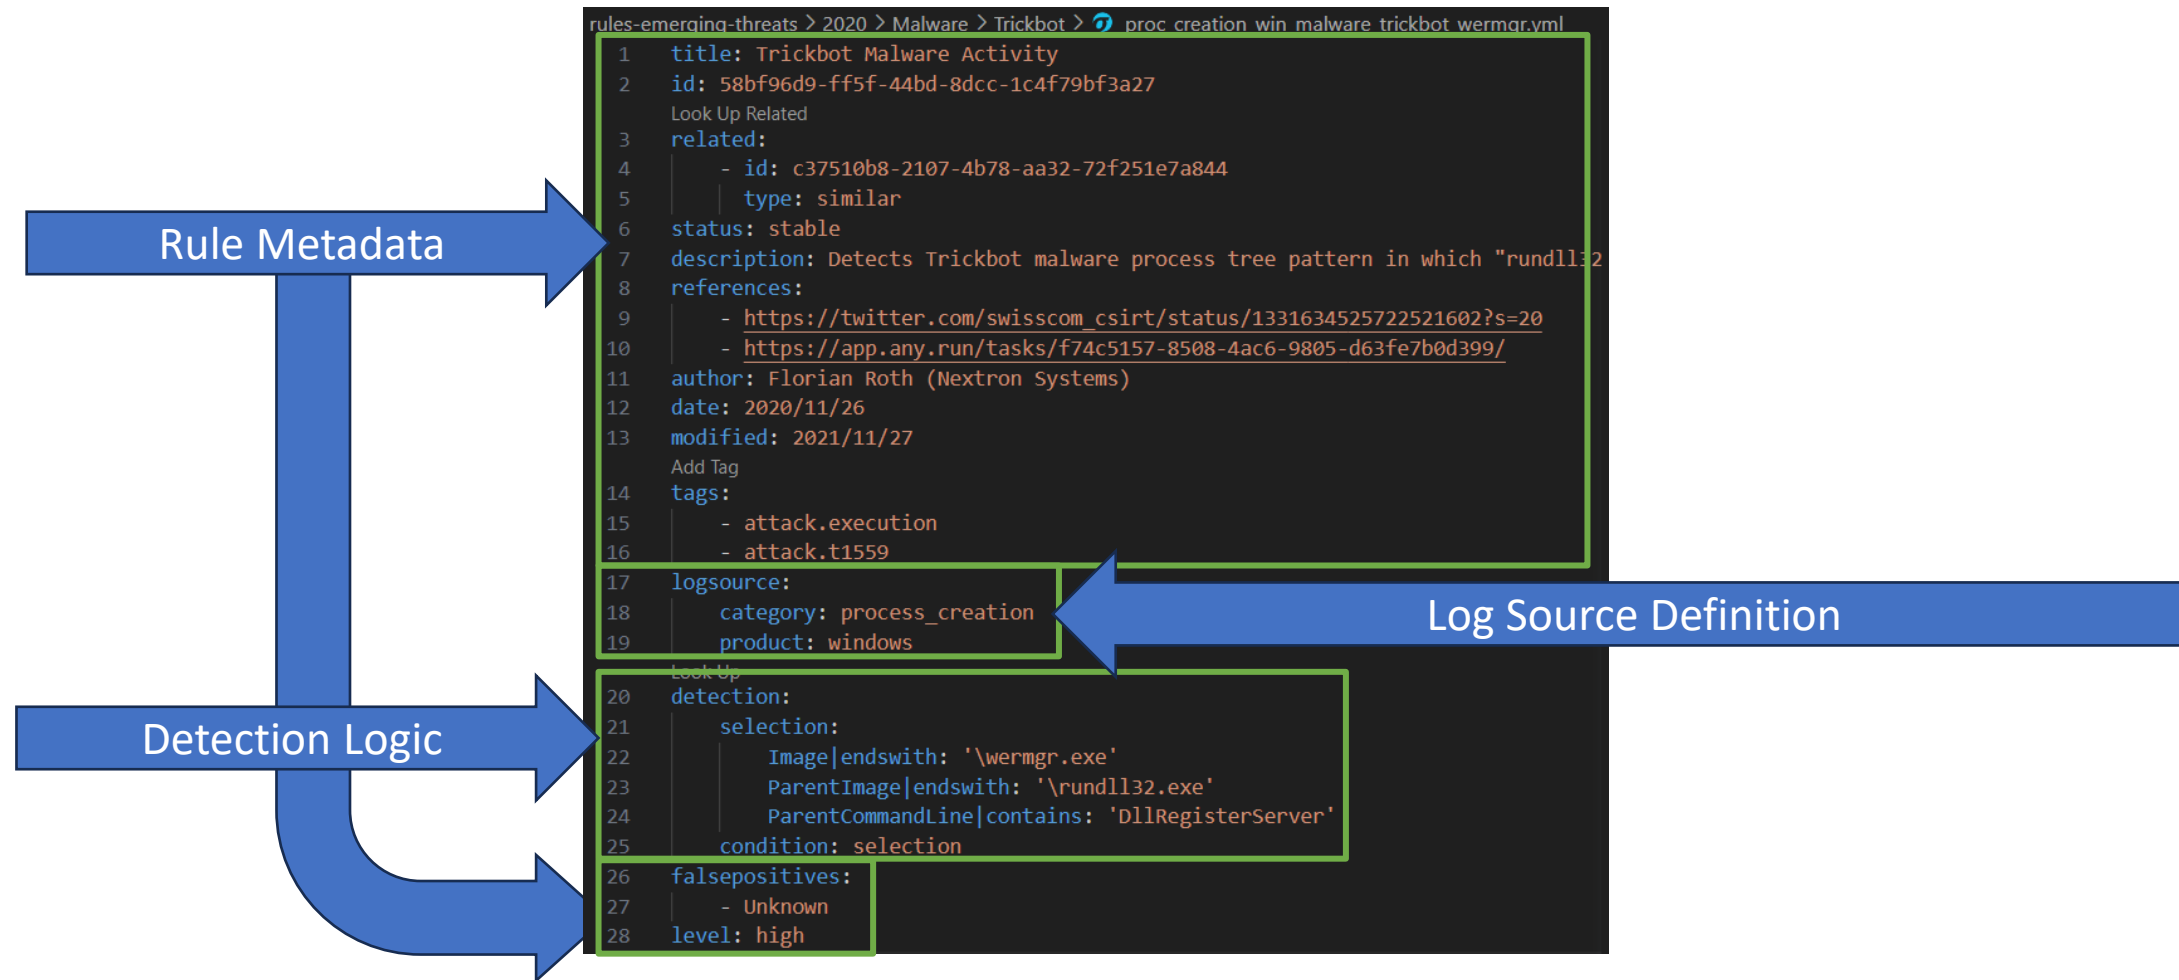 rules-emerging-threats > 2020 > Malware > Trickbot > proc_creation_win_malware_trickbot_wermgr.yml
1 title: Trickbot Malware Activity
2 id: 58bf96d9-ff5f-44bd-8dcc-1c4f79bf3a27
Look Up Related
3 related:
4 - id: c37510b8-2107-4b78-aa32-72f251e7a844
5 type: similar
6 status: stable
7 description: Detects Trickbot malware process tree pattern in which "rundll32
8 references:
9 - https://twitter.com/swisscom_csirt/status/1331634525722521602?s=20
10 - https://app.any.run/tasks/f74c5157-8508-4ac6-9805-d63fe7b0d399/
11 author: Florian Roth (Nextron Systems)
12 date: 2020/11/26
13 modified: 2021/11/27
Add Tag
14 tags:
15 - attack.execution
16 - attack.t1559
17 logsource:
18 category: process_creation
19 product: windows
Look Up
20 detection:
21 selection:
22 Image|endswith: '\wermgr.exe'
23 ParentImage|endswith: '\rundll32.exe'
24 ParentCommandLine|contains: 'DllRegisterServer'
25 condition: selection
26 falsepositives:
27 - Unknown
28 level: high
Rule Metadata
Log Source Definition
Detection Logic